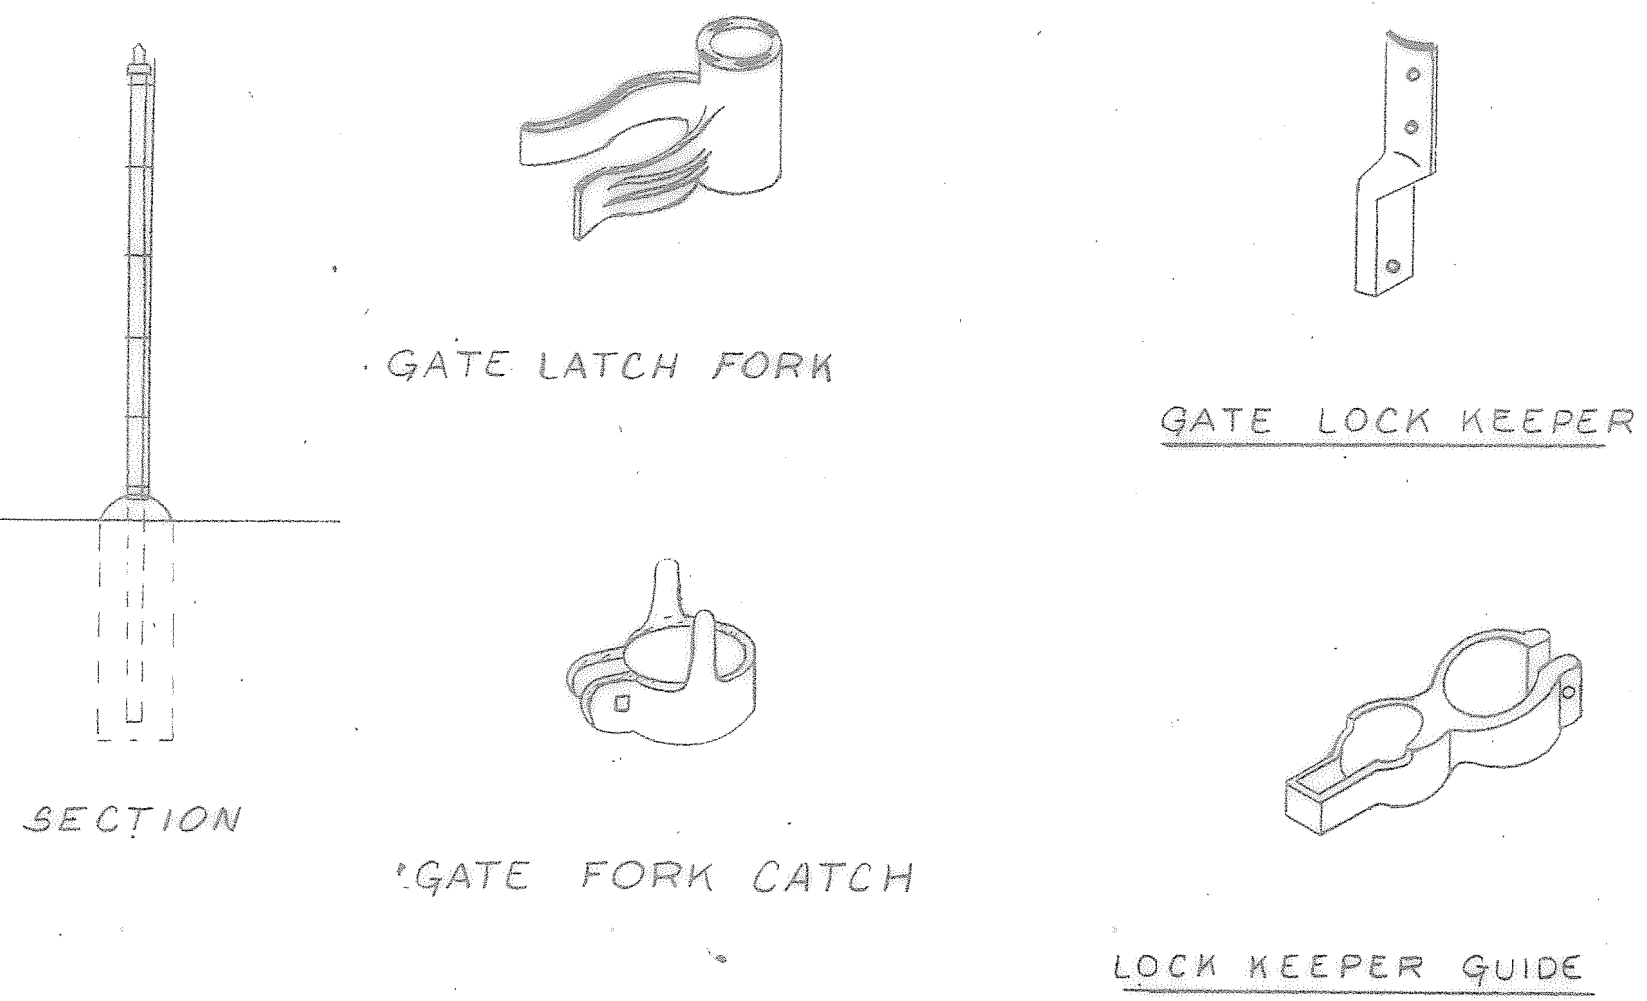 GATE LATCH FORK
GATE LOCK KEEPER
SECTION
GATE FORK CATCH
LOCK KEEPER GUIDE